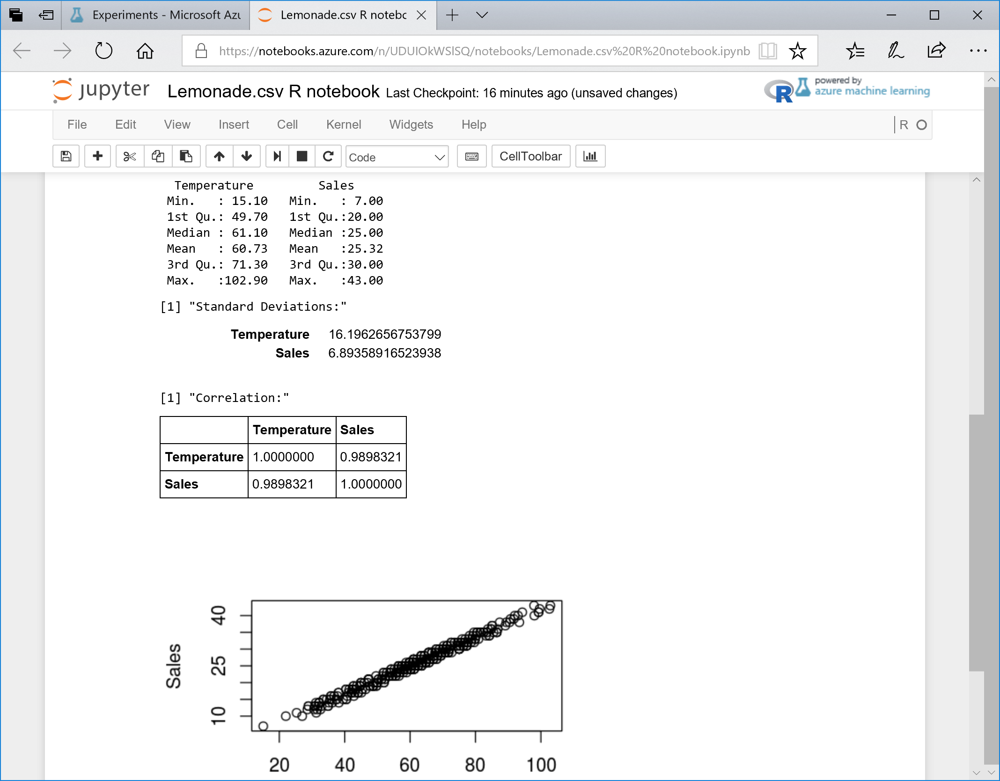 Experiments - Microsoft Azu
Lemonade.csv R notebo
https://notebooks.azure.com/n/UDUIOkWSlSQ/notebooks/Lemonade.csv%20R%20notebook.ipynb
jupyter Lemonade.csv R notebook Last Checkpoint: 16 minutes ago (unsaved changes)
R powered by
azure machine learning
File Edit View Insert Cell Kernel Widgets Help R
Code CellToolbar
Temperature Sales
Min. : 15.10 Min. : 7.00
1st Qu.: 49.70 1st Qu.:20.00
Median : 61.10 Median :25.00
Mean : 60.73 Mean :25.32
3rd Qu.: 71.30 3rd Qu.:30.00
Max. :102.90 Max. :43.00
[1] "Standard Deviations:"
Temperature 16.1962656753799
Sales 6.89358916523938
[1] "Correlation:"
Temperature Sales
Temperature 1.0000000 0.9898321
Sales 0.9898321 1.0000000
40
25
10
Sales
20 40 60 80 100